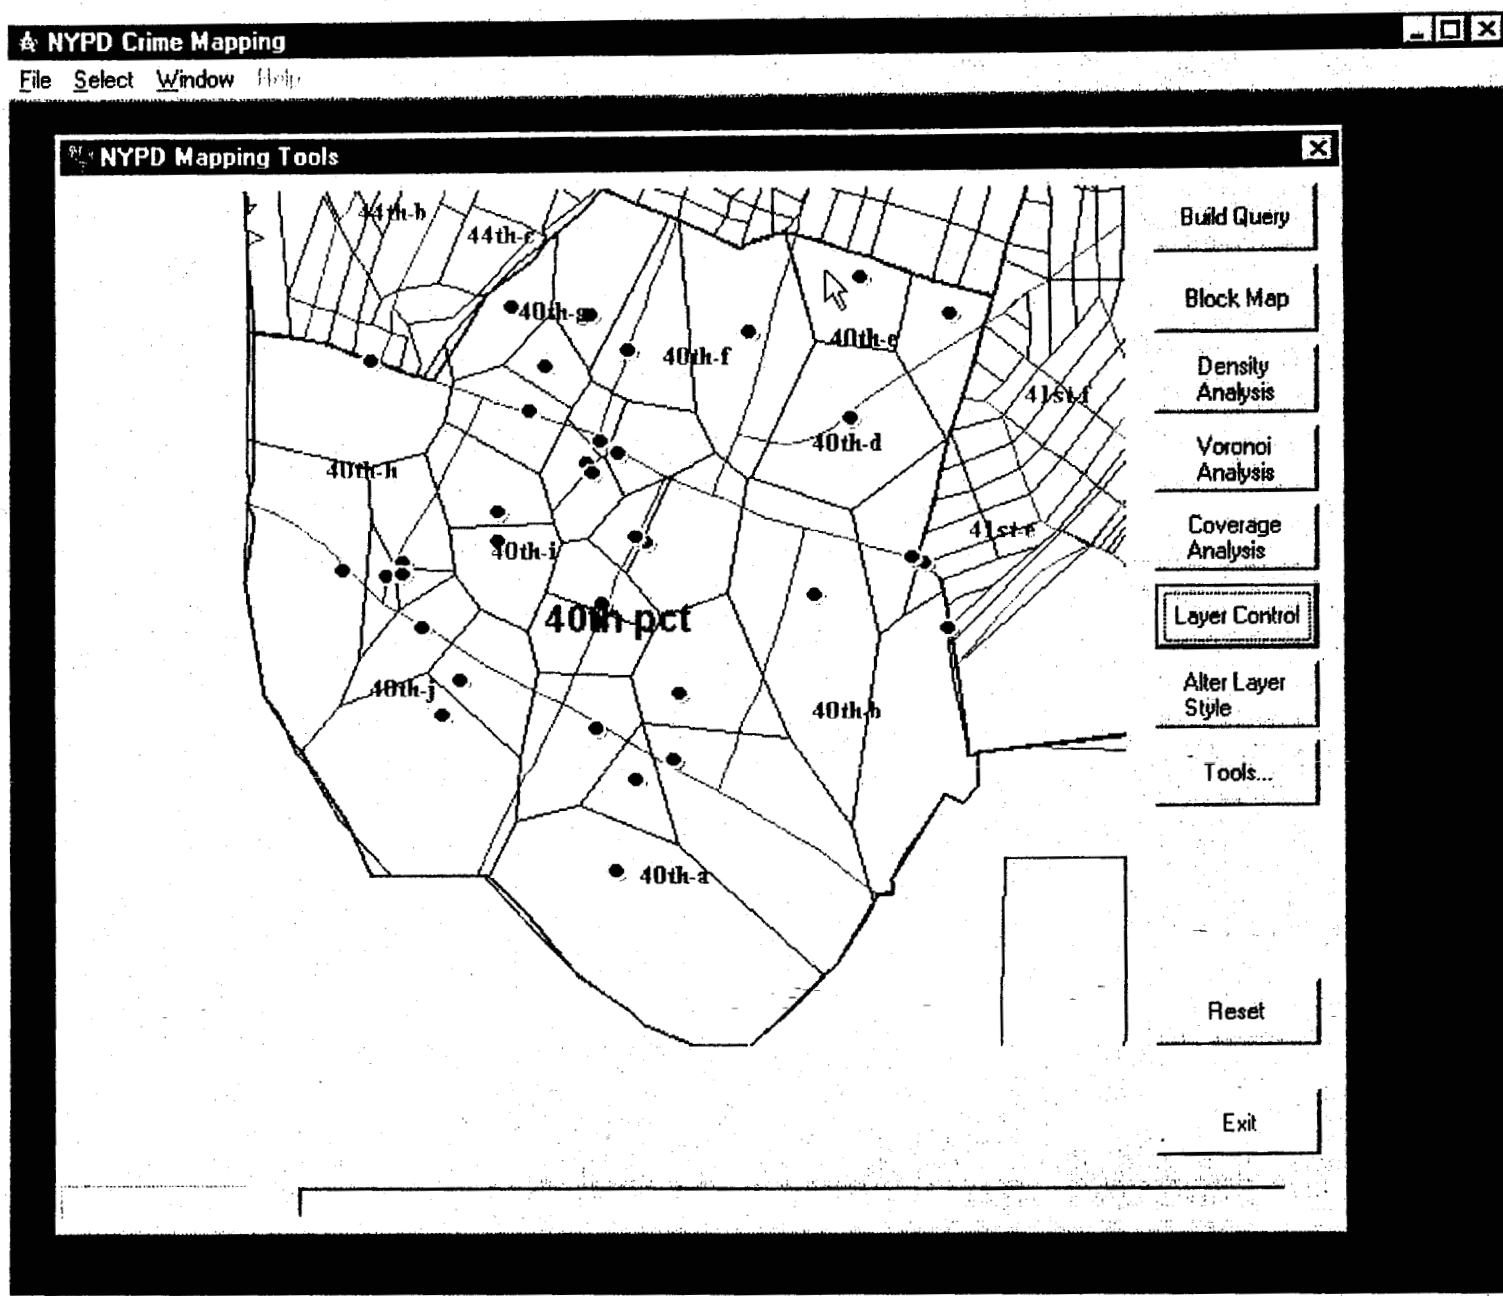 NYPD Crime Mapping
File Select Window Help
NYPD Mapping Tools
44th-b
44th-c
40th-g
40th-f
40th-e
41st-f
40th-d
40th-h
41st-e
40th-i
40th pct
40th-j
40th-b
40th-a
Build Query
Block Map
Density
Analysis
Voronoi
Analysis
Coverage
Analysis
Layer Control
Alter Layer
Style
Tools...
Reset
Exit